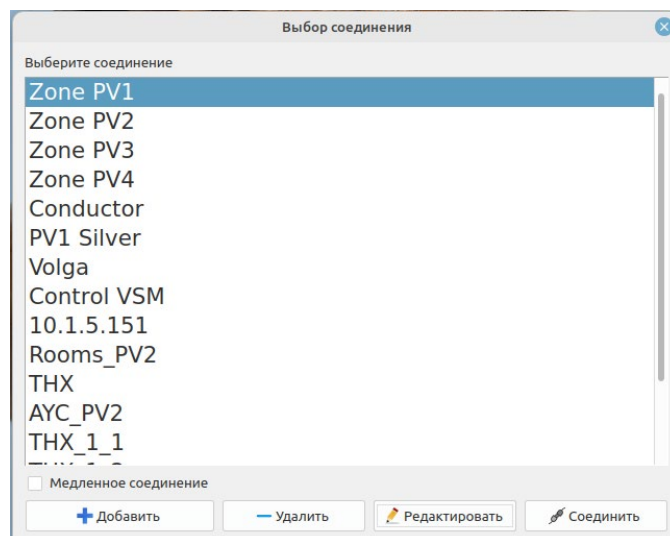 Выбор соединения
Выберите соединение
Zone PV1
Zone PV2
Zone PV3
Zone PV4
Conductor
PV1 Silver
Volga
Control VSM
10.1.5.151
Rooms_PV2
THX
AYC_PV2
THX_1_1
Медленное соединение
Добавить
Удалить
Редактировать
Соединить